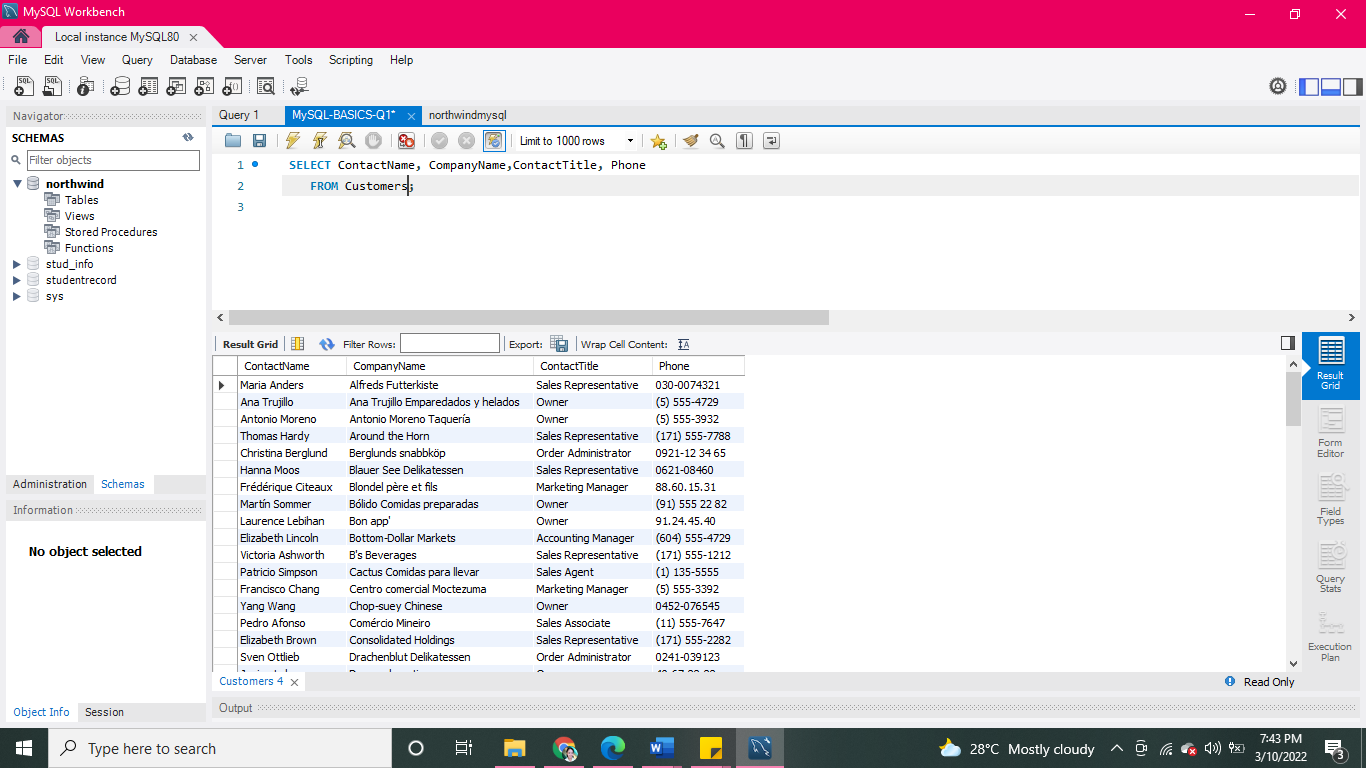 MySQL Workbench
Local instance MySQL80
File Edit View Query Database Server Tools Scripting Help
Navigator
SCHEMAS
Filter objects
northwind
Tables
Views
Stored Procedures
Functions
stud_info
studentrecord
sys
Administration Schemas
Information
No object selected
Object Info Session
Query 1 MySQL-BASICS-Q1* northwindmysql
Limit to 1000 rows
1 SELECT ContactName, CompanyName,ContactTitle, Phone
2 FROM Customers;
3
Result Grid Filter Rows: Export: Wrap Cell Content:
ContactName CompanyName ContactTitle Phone
Maria Anders Alfreds Futterkiste Sales Representative 030-0074321
Ana Trujillo Ana Trujillo Emparedados y helados Owner (5) 555-4729
Antonio Moreno Antonio Moreno Taquería Owner (5) 555-3932
Thomas Hardy Around the Horn Sales Representative (171) 555-7788
Christina Berglund Berglunds snabbköp Order Administrator 0921-12 34 65
Hanna Moos Blauer See Delikatessen Sales Representative 0621-08460
Frédérique Citeaux Blondel père et fils Marketing Manager 88.60.15.31
Martín Sommer Bólido Comidas preparadas Owner (91) 555 22 82
Laurence Lebihan Bon app' Owner 91.24.45.40
Elizabeth Lincoln Bottom-Dollar Markets Accounting Manager (604) 555-4729
Victoria Ashworth B's Beverages Sales Representative (171) 555-1212
Patricio Simpson Cactus Comidas para llevar Sales Agent (1) 135-5555
Francisco Chang Centro comercial Moctezuma Marketing Manager (5) 555-3392
Yang Wang Chop-suey Chinese Owner 0452-076545
Pedro Afonso Comércio Mineiro Sales Associate (11) 555-7647
Elizabeth Brown Consolidated Holdings Sales Representative (171) 555-2282
Sven Ottlieb Drachenblut Delikatessen Order Administrator 0241-039123
Result
Grid
Form
Editor
Field
Types
Query
Stats
Execution
Plan
Customers 4
Read Only
Output
Type here to search
28°C Mostly cloudy
7:43 PM
3/10/2022
3